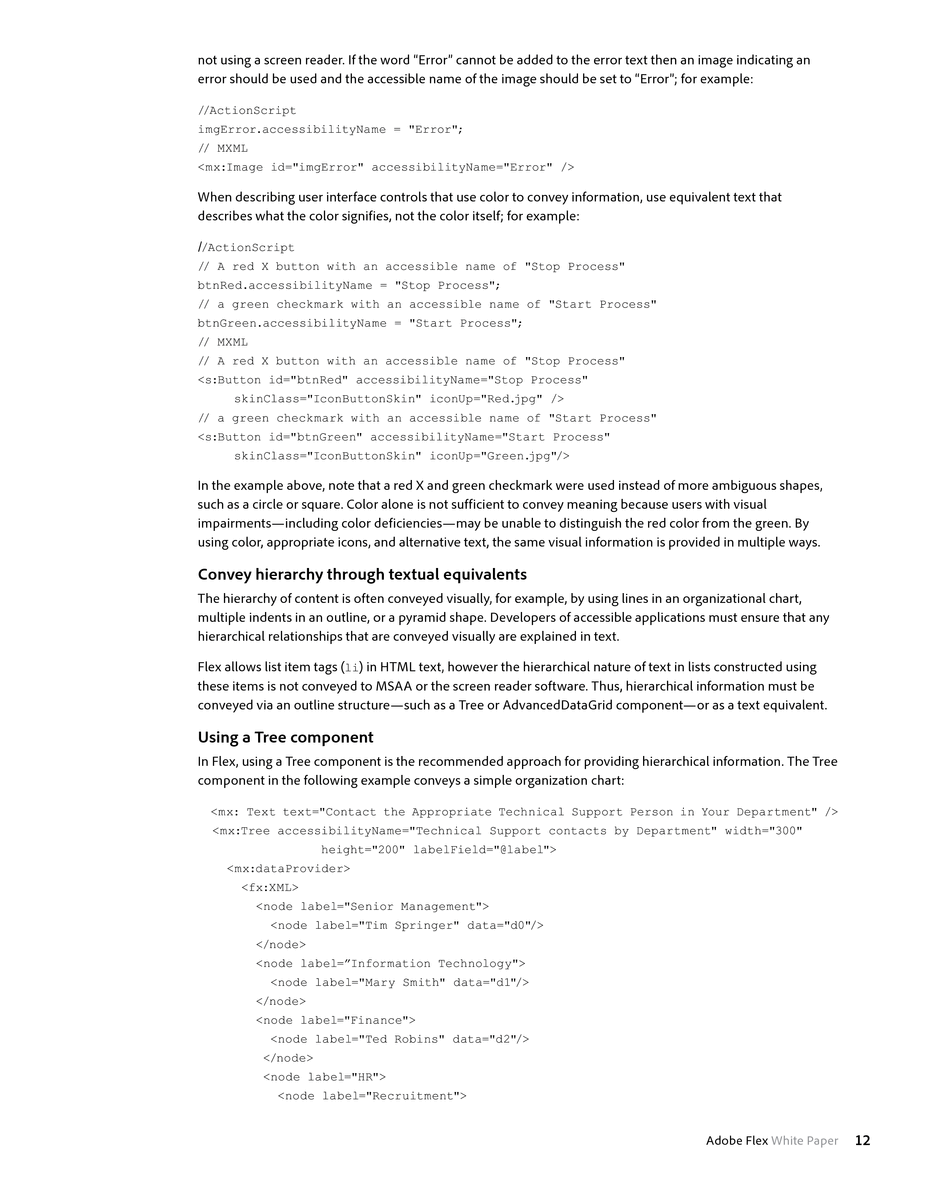 not using a screen reader. If the word “Error” cannot be added to the error text then an image indicating an
error should be used and the accessible name of the image should be set to “Error”; for example:
//ActionScript
imgError.accessibilityName = "Error";
// MXML
<mx:Image id="imgError" accessibilityName="Error" />
When describing user interface controls that use color to convey information, use equivalent text that
describes what the color signifies, not the color itself; for example:
//ActionScript
// A red X button with an accessible name of "Stop Process"
btnRed.accessibilityName = "Stop Process";
// a green checkmark with an accessible name of "Start Process"
btnGreen.accessibilityName = "Start Process";
// MXML
// A red X button with an accessible name of "Stop Process"
<s:Button id="btnRed" accessibilityName="Stop Process"
skinClass="IconButtonSkin" iconUp="Red.jpg" />
// a green checkmark with an accessible name of "Start Process"
<s:Button id="btnGreen" accessibilityName="Start Process"
skinClass="IconButtonSkin" iconUp="Green.jpg"/>
In the example above, note that a red X and green checkmark were used instead of more ambiguous shapes,
such as a circle or square. Color alone is not sufficient to convey meaning because users with visual
impairments—including color deficiencies—may be unable to distinguish the red color from the green. By
using color, appropriate icons, and alternative text, the same visual information is provided in multiple ways.
Convey hierarchy through textual equivalents
The hierarchy of content is often conveyed visually, for example, by using lines in an organizational chart,
multiple indents in an outline, or a pyramid shape. Developers of accessible applications must ensure that any
hierarchical relationships that are conveyed visually are explained in text.
Flex allows list item tags (li) in HTML text, however the hierarchical nature of text in lists constructed using
these items is not conveyed to MSAA or the screen reader software. Thus, hierarchical information must be
conveyed via an outline structure—such as a Tree or AdvancedDataGrid component—or as a text equivalent.
Using a Tree component
In Flex, using a Tree component is the recommended approach for providing hierarchical information. The Tree
component in the following example conveys a simple organization chart:
<mx: Text text="Contact the Appropriate Technical Support Person in Your Department" />
<mx:Tree accessibilityName="Technical Support contacts by Department" width="300"
height="200" labelField="@label">
<mx:dataProvider>
<fx:XML>
<node label="Senior Management">
<node label="Tim Springer" data="d0"/>
</node>
<node label=”Information Technology">
<node label="Mary Smith" data="d1"/>
</node>
<node label="Finance">
<node label="Ted Robins" data="d2"/>
</node>
<node label="HR">
<node label="Recruitment">
Adobe Flex White Paper 12